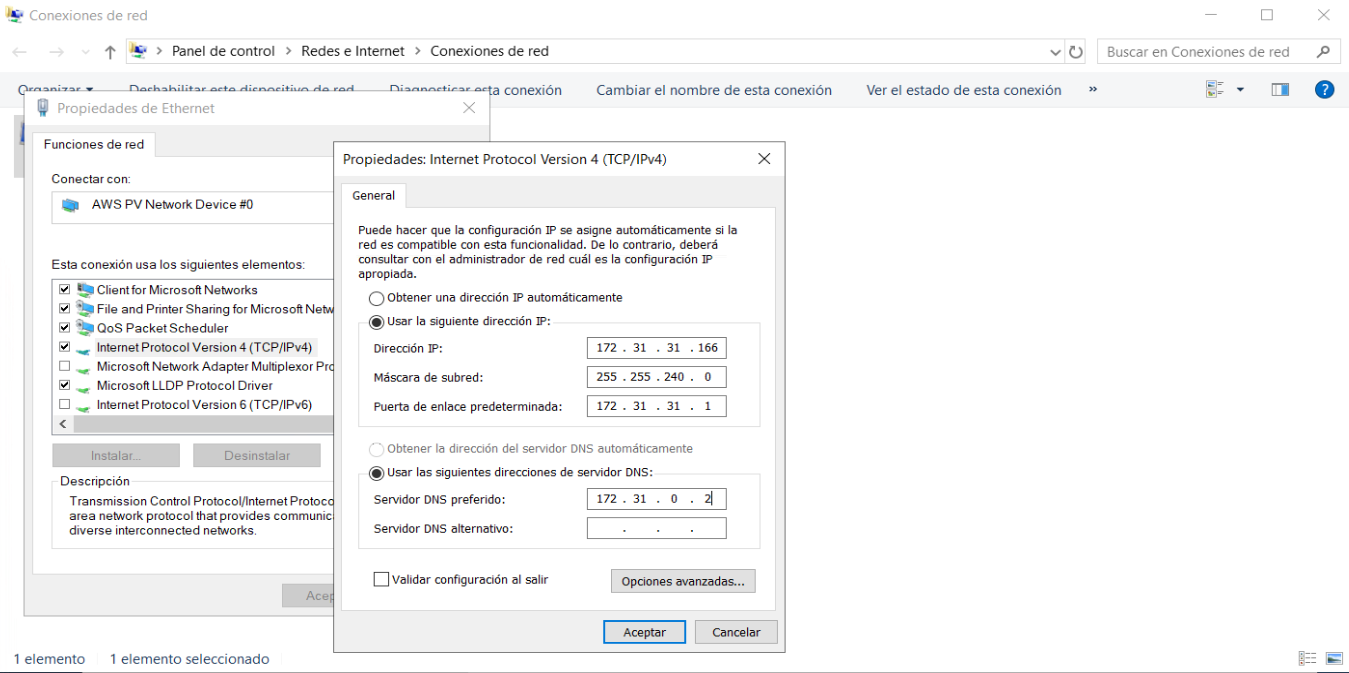 Conexiones de red
Panel de control > Redes e Internet > Conexiones de red
Buscar en Conexiones de red
Organizar Deshabilitar este dispositivo de red Diagnosticar esta conexión Cambiar el nombre de esta conexión Ver el estado de esta conexión »
Propiedades de Ethernet
Funciones de red
Conectar con:
AWS PV Network Device #0
Esta conexión usa los siguientes elementos:
Client for Microsoft Networks
File and Printer Sharing for Microsoft Netw
QoS Packet Scheduler
Internet Protocol Version 4 (TCP/IPv4)
Microsoft Network Adapter Multiplexor Pro
Microsoft LLDP Protocol Driver
Internet Protocol Version 6 (TCP/IPv6)
Instalar... Desinstalar
Descripción
Transmission Control Protocol/Internet Protoco
area network protocol that provides communic
diverse interconnected networks.
Acep
Propiedades: Internet Protocol Version 4 (TCP/IPv4)
General
Puede hacer que la configuración IP se asigne automáticamente si la
red es compatible con esta funcionalidad. De lo contrario, deberá
consultar con el administrador de red cuál es la configuración IP
apropiada.
Obtener una dirección IP automáticamente
Usar la siguiente dirección IP:
Dirección IP: 172 . 31 . 31 . 166
Máscara de subred: 255 . 255 . 240 . 0
Puerta de enlace predeterminada: 172 . 31 . 31 . 1
Obtener la dirección del servidor DNS automáticamente
Usar las siguientes direcciones de servidor DNS:
Servidor DNS preferido: 172 . 31 . 0 . 2
Servidor DNS alternativo: . . .
Validar configuración al salir
Opciones avanzadas...
Aceptar Cancelar
1 elemento 1 elemento seleccionado